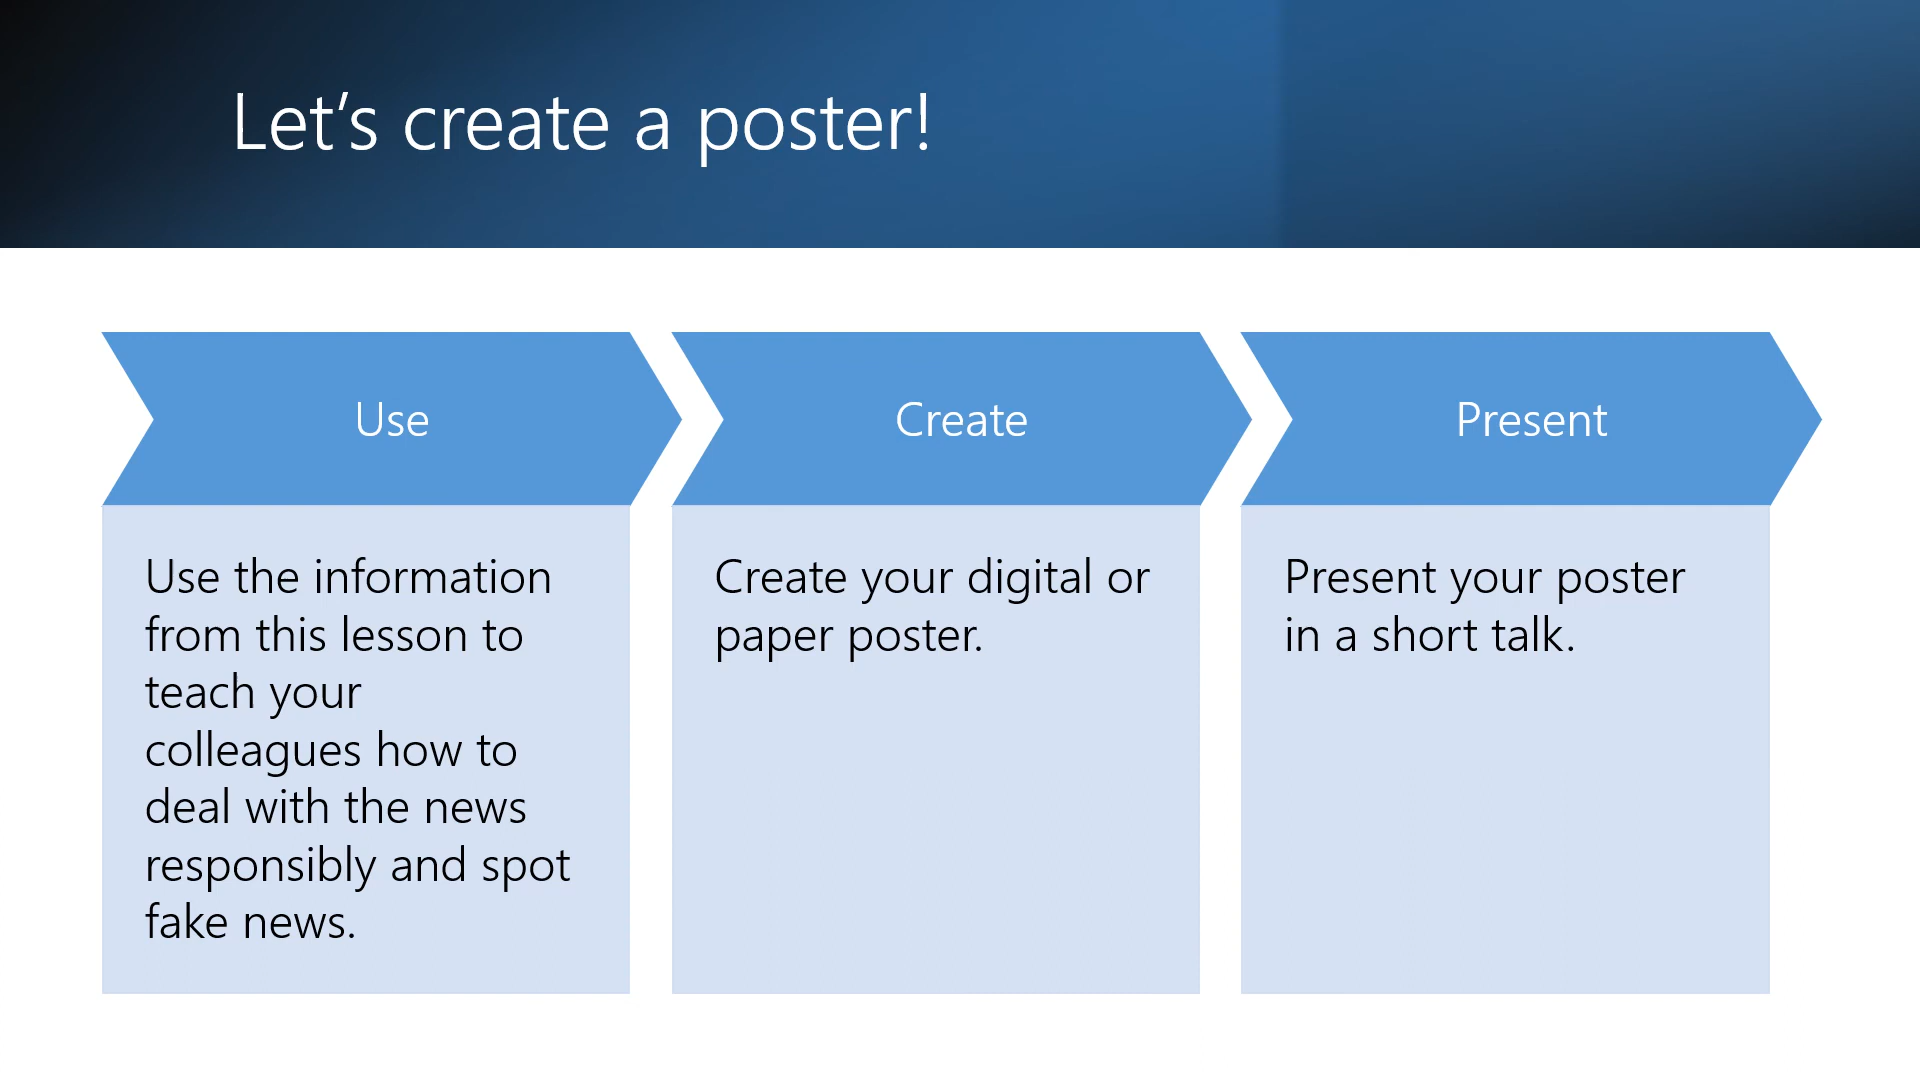 Let’s create a poster!
Use
Create
Present
Use the information
from this lesson to
teach your
colleagues how to
deal with the news
responsibly and spot
fake news.
Create your digital or
paper poster.
Present your poster
in a short talk.